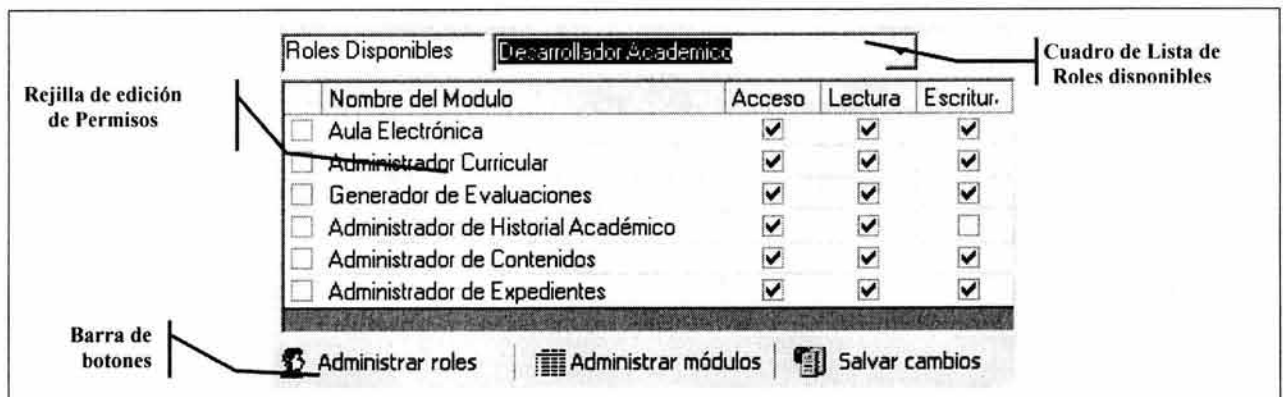 Roles Disponibles Desarrollador Academico
Cuadro de Lista de
Roles disponibles
Rejilla de edición
de Permisos
Nombre del Modulo Acceso Lectura Escritur.
Aula Electrónica
Administrador Curricular
Generador de Evaluaciones
Administrador de Historial Académico
Administrador de Contenidos
Administrador de Expedientes
Barra de
botones
Administrar roles Administrar módulos Salvar cambios